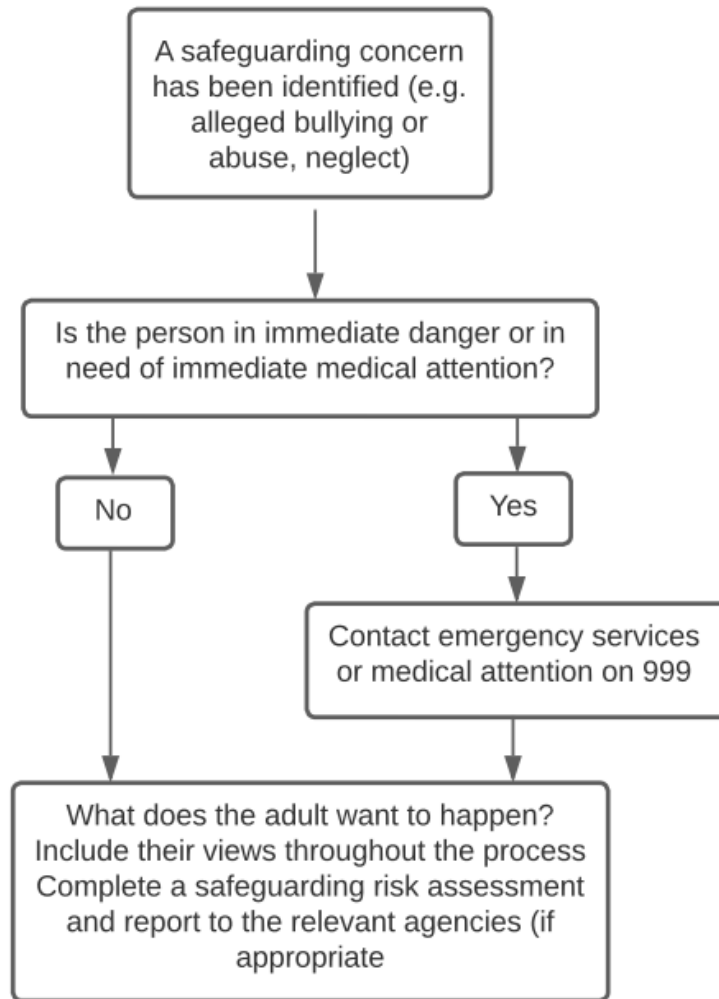 A safeguarding concern
has been identified (e.g.
alleged bullying or
abuse, neglect)
Is the person in immediate danger or in
need of immediate medical attention?
No
Yes
Contact emergency services
or medical attention on 999
What does the adult want to happen?
Include their views throughout the process
Complete a safeguarding risk assessment
and report to the relevant agencies (if
appropriate